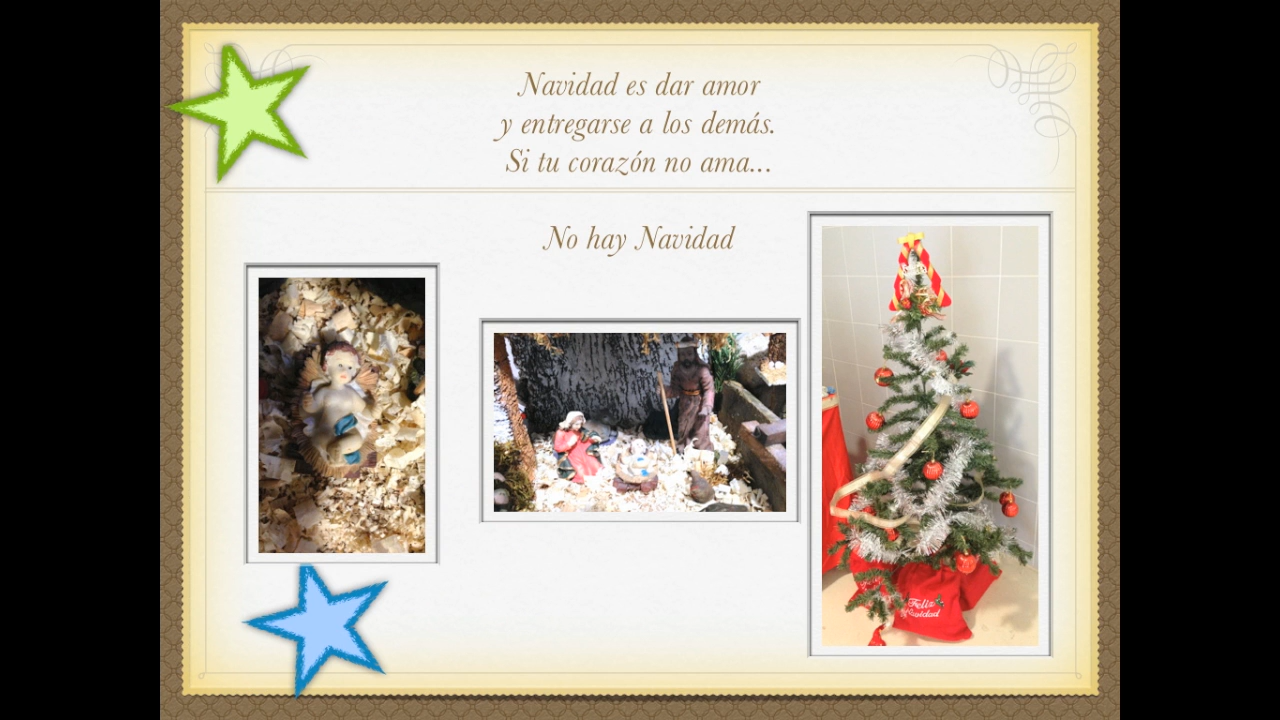 Navidad es dar amor
y entregarse a los demás.
Si tu corazón no ama...
No hay Navidad
Feliz
Navidad